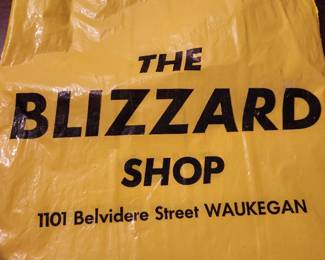 THE
BLIZZARD
SHOP
1101 Belvidere Street WAUKEGAN